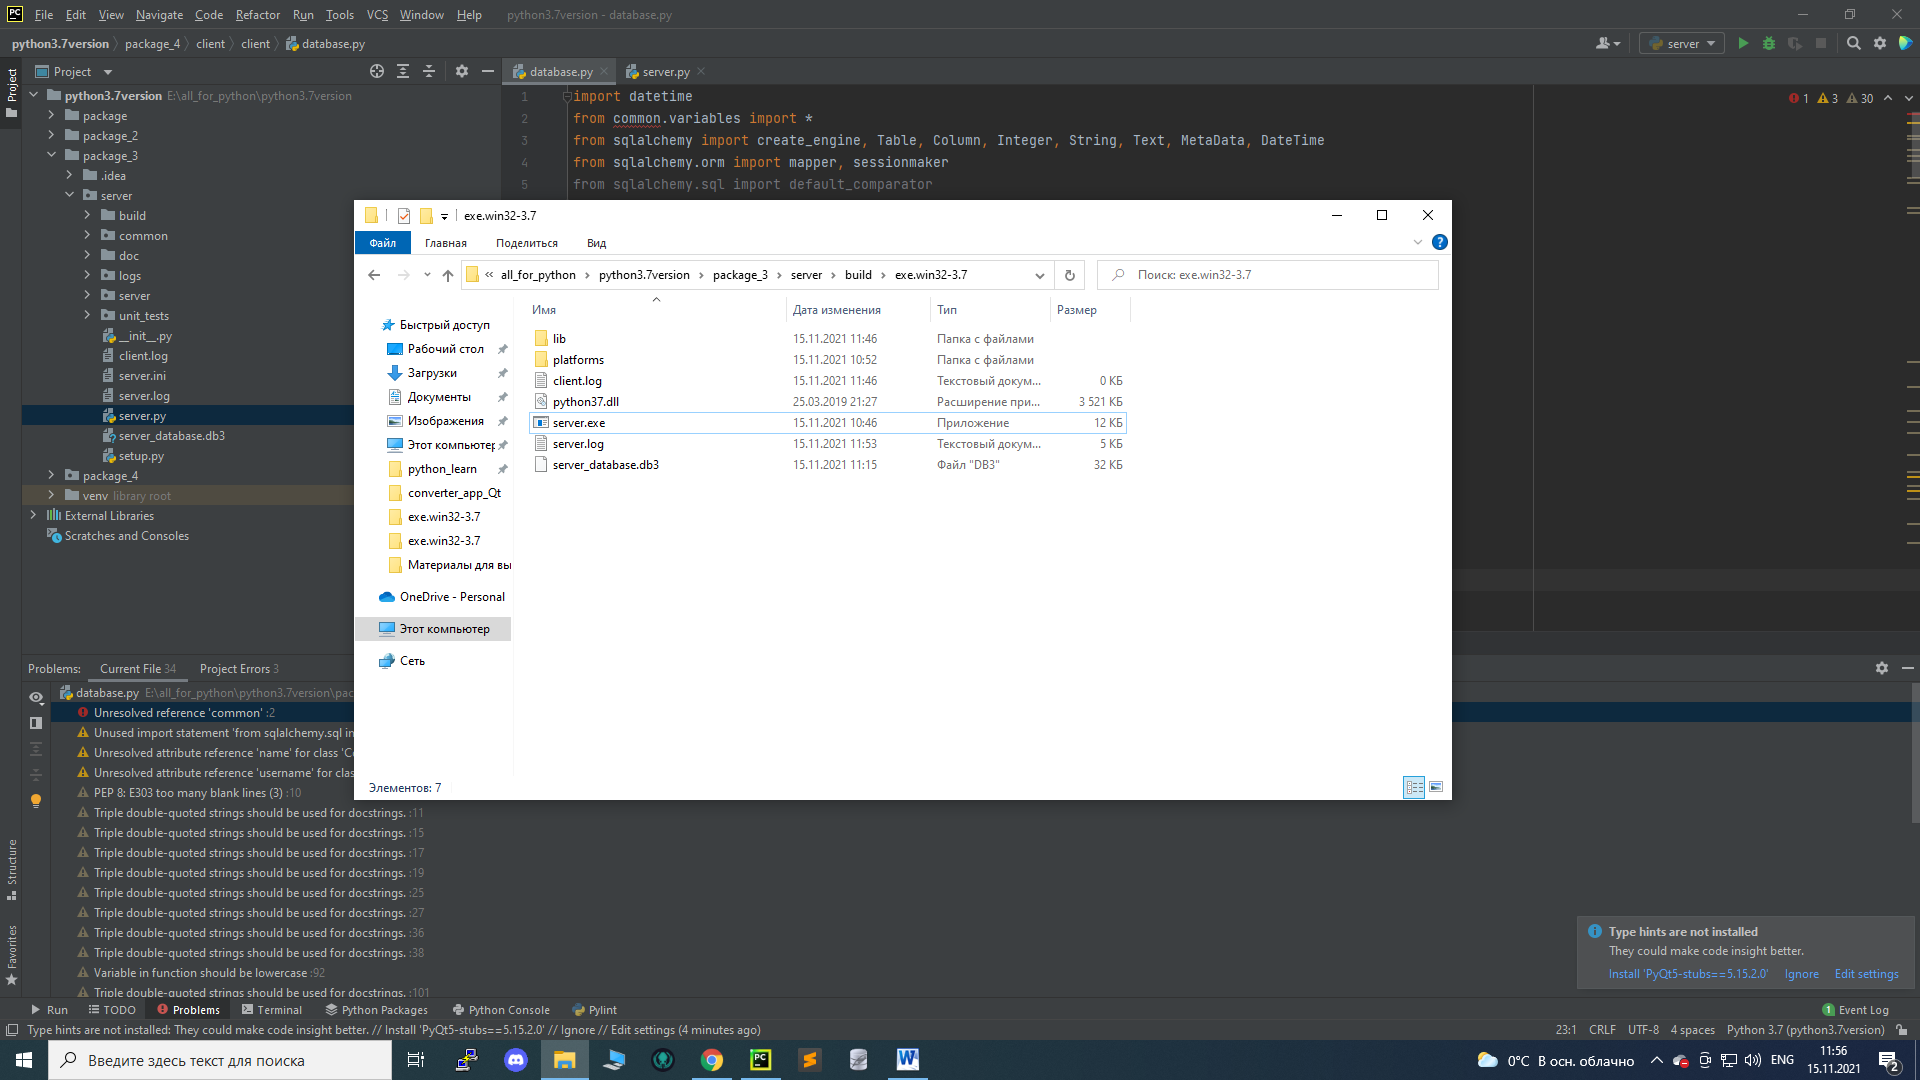 PC File Edit View Navigate Code Refactor Run Tools VCS Window Help python3.7version - database.py
python3.7version package_4 client client database.py server
Project
Project
database.py server.py
python3.7version E:\all_for_python\python3.7version
package
package_2
package_3
.idea
server
build
common
doc
logs
server
unit_tests
__init__.py
client.log
server.ini
server.log
server.py
server_database.db3
setup.py
package_4
venv library root
External Libraries
Scratches and Consoles
1 import datetime
2 from common.variables import *
3 from sqlalchemy import create_engine, Table, Column, Integer, String, Text, MetaData, DateTime
4 from sqlalchemy.orm import mapper, sessionmaker
5 from sqlalchemy.sql import default_comparator
1 3 30
exe.win32-3.7
Файл Главная Поделиться Вид
« all_for_python python3.7version package_3 server build exe.win32-3.7
Поиск: exe.win32-3.7
Имя Дата изменения Тип Размер
Быстрый доступ
Рабочий стол
Загрузки
Документы
Изображения
Этот компьютер
python_learn
converter_app_Qt
exe.win32-3.7
exe.win32-3.7
Материалы для вы
OneDrive - Personal
Этот компьютер
Сеть
lib 15.11.2021 11:46 Папка с файлами
platforms 15.11.2021 10:52 Папка с файлами
client.log 15.11.2021 11:46 Текстовый докум... 0 КБ
python37.dll 25.03.2019 21:27 Расширение при... 3 521 КБ
server.exe 15.11.2021 10:46 Приложение 12 КБ
server.log 15.11.2021 11:53 Текстовый докум... 5 КБ
server_database.db3 15.11.2021 11:15 Файл "DB3" 32 КБ
Элементов: 7
Problems: Current File 34 Project Errors 3
database.py E:\all_for_python\python3.7version\pac
Unresolved reference 'common' :2
Unused import statement 'from sqlalchemy.sql in
Unresolved attribute reference 'name' for class 'C
Unresolved attribute reference 'username' for clas
PEP 8: E303 too many blank lines (3) :10
Triple double-quoted strings should be used for docstrings. :11
Triple double-quoted strings should be used for docstrings. :15
Triple double-quoted strings should be used for docstrings. :17
Triple double-quoted strings should be used for docstrings. :19
Triple double-quoted strings should be used for docstrings. :25
Triple double-quoted strings should be used for docstrings. :27
Triple double-quoted strings should be used for docstrings. :36
Triple double-quoted strings should be used for docstrings. :38
Variable in function should be lowercase :92
Triple double-quoted strings should be used for docstrings. :101
Structure
Favorites
Type hints are not installed
They could make code insight better.
Install 'PyQt5-stubs==5.15.2.0' Ignore Edit settings
Run TODO Problems Terminal Python Packages Python Console Pylint 1 Event Log
Type hints are not installed: They could make code insight better. // Install 'PyQt5-stubs==5.15.2.0' // Ignore // Edit settings (4 minutes ago) 23:1 CRLF UTF-8 4 spaces Python 3.7 (python3.7version)
Введите здесь текст для поиска
PC
W
0°C В осн. облачно
ENG
11:56
15.11.2021
2